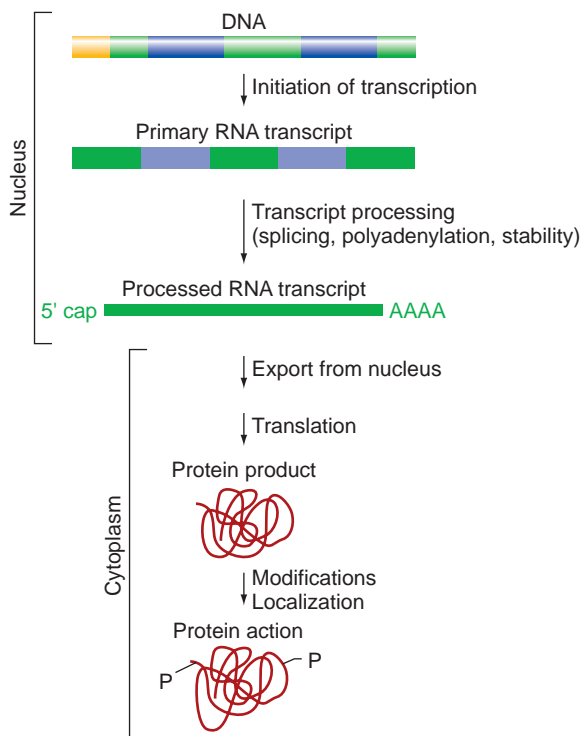 DNA
Initiation of transcription
Primary RNA transcript
Nucleus
Transcript processing
(splicing, polyadenylation, stability)
Processed RNA transcript
5' cap
AAAA
Export from nucleus
Translation
Protein product
Cytoplasm
Modifications
Localization
Protein action
P
P